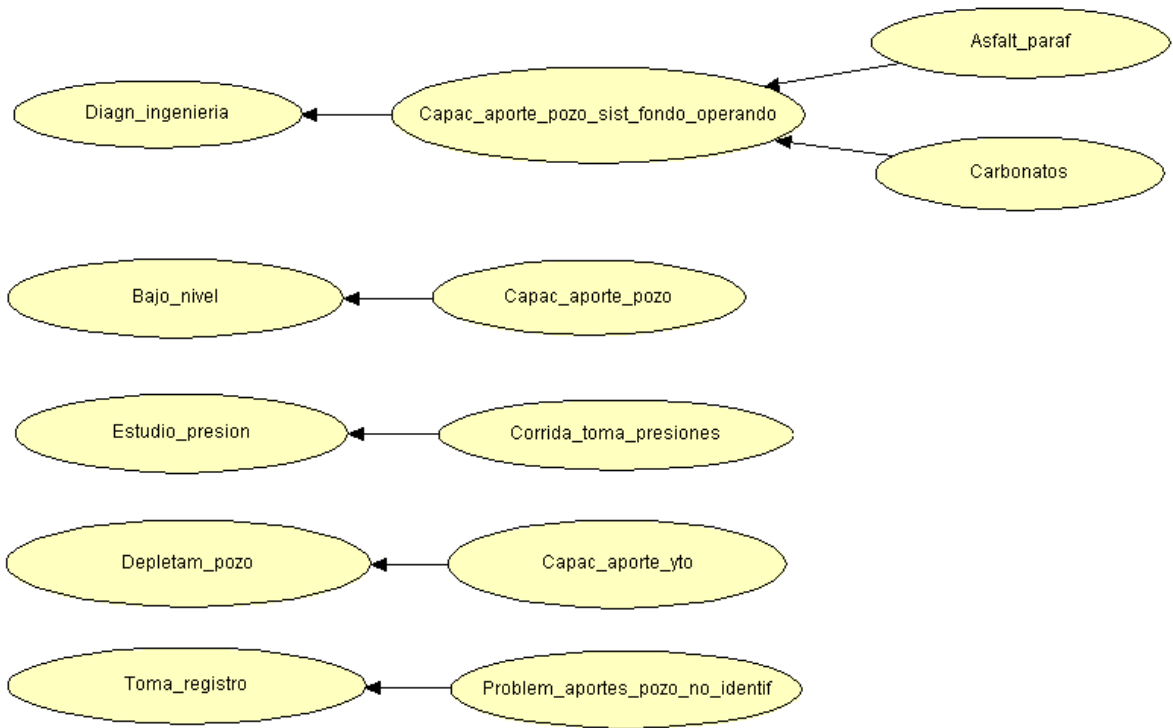 Asfalt_paraf
Diagn_ingenieria
Capac_aporte_pozo_sist_fondo_operando
Carbonatos
Bajo_nivel
Capac_aporte_pozo
Estudio_presion
Corrida_toma_presiones
Depletam_pozo
Capac_aporte_yto
Toma_registro
Problem_aportes_pozo_no_identif